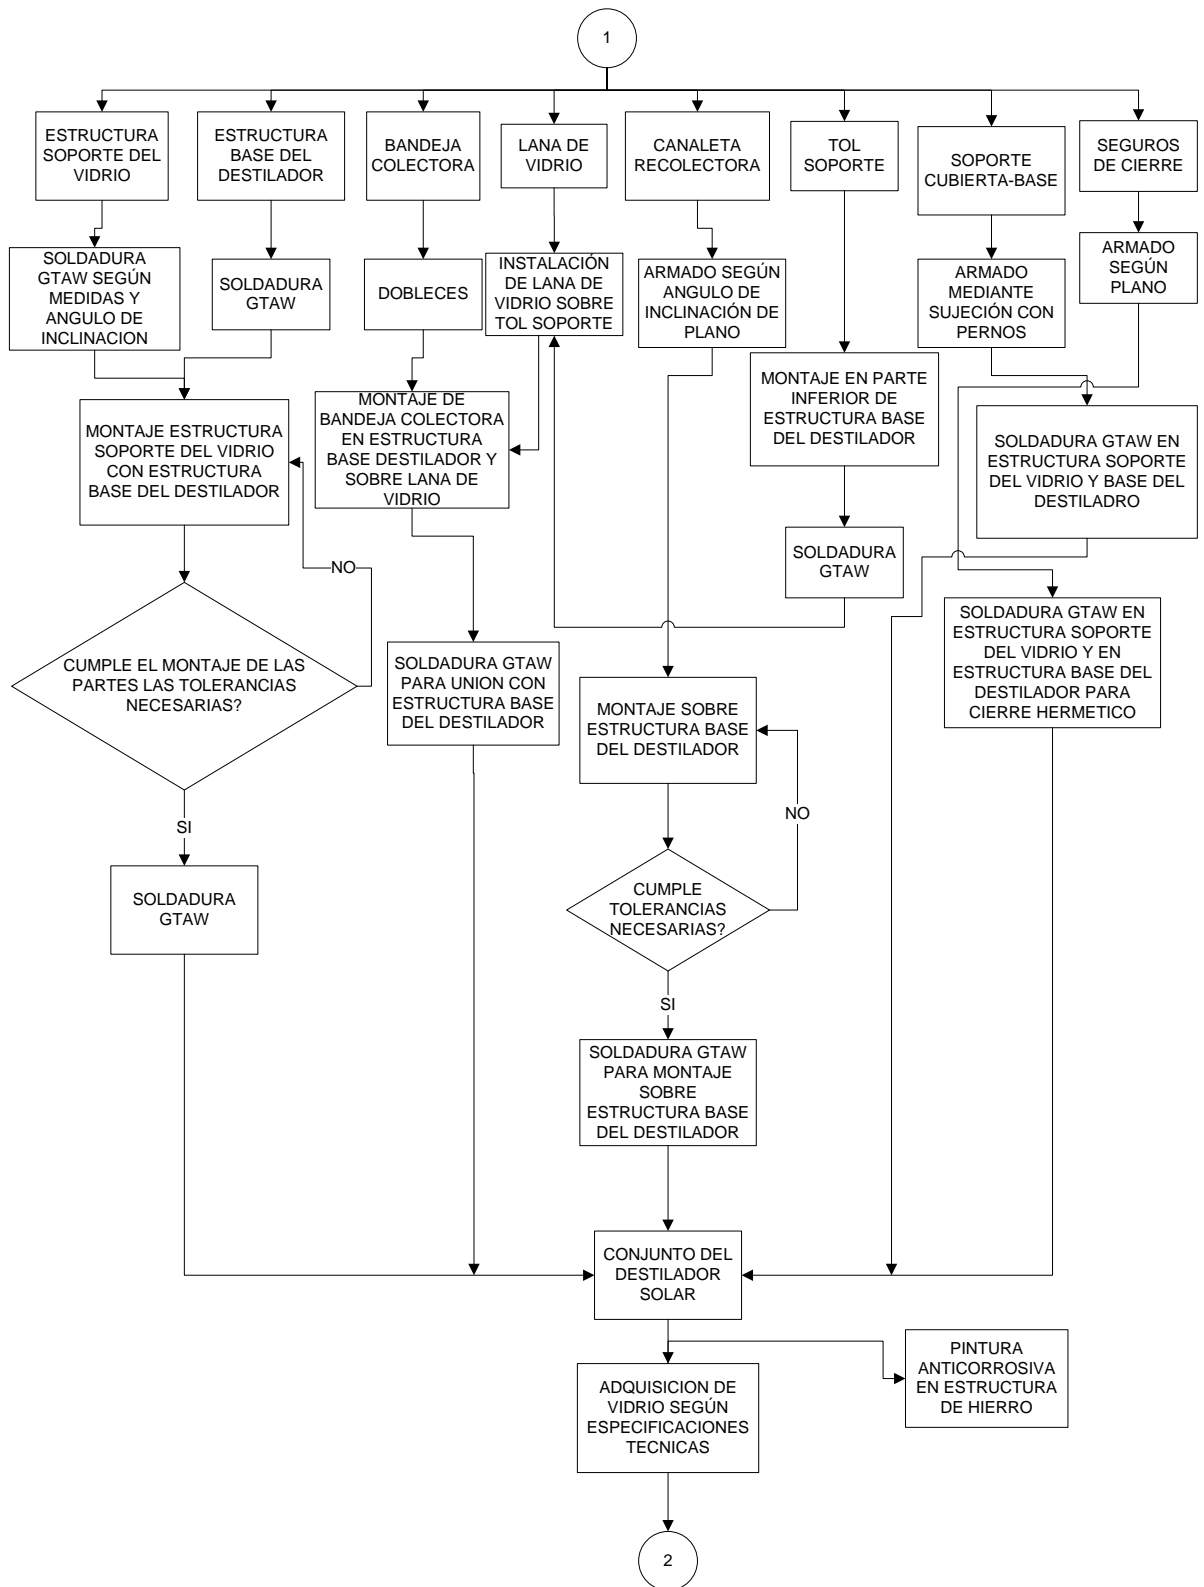 1
ESTRUCTURA
SOPORTE DEL
VIDRIO
ESTRUCTURA
BASE DEL
DESTILADOR
BANDEJA
COLECTORA
LANA DE
VIDRIO
CANALETA
RECOLECTORA
TOL
SOPORTE
SOPORTE
CUBIERTA-BASE
SEGUROS
DE CIERRE
SOLDADURA
GTAW SEGÚN
MEDIDAS Y
ANGULO DE
INCLINACION
SOLDADURA
GTAW
DOBLECES
INSTALACIÓN
DE LANA DE
VIDRIO SOBRE
TOL SOPORTE
ARMADO SEGÚN
ANGULO DE
INCLINACIÓN DE
PLANO
ARMADO
MEDIANTE
SUJECIÓN CON
PERNOS
ARMADO
SEGÚN
PLANO
MONTAJE ESTRUCTURA
SOPORTE DEL VIDRIO
CON ESTRUCTURA
BASE DEL DESTILADOR
MONTAJE DE
BANDEJA COLECTORA
EN ESTRUCTURA
BASE DESTILADOR Y
SOBRE LANA DE
VIDRIO
MONTAJE EN PARTE
INFERIOR DE
ESTRUCTURA BASE
DEL DESTILADOR
SOLDADURA GTAW EN
ESTRUCTURA SOPORTE
DEL VIDRIO Y BASE DEL
DESTILADRO
NO
SOLDADURA
GTAW
CUMPLE EL MONTAJE DE LAS
PARTES LAS TOLERANCIAS
NECESARIAS?
SOLDADURA GTAW
PARA UNION CON
ESTRUCTURA BASE
DEL DESTILADOR
MONTAJE SOBRE
ESTRUCTURA BASE
DEL DESTILADOR
SOLDADURA GTAW EN
ESTRUCTURA SOPORTE
DEL VIDRIO Y EN
ESTRUCTURA BASE DEL
DESTILADOR PARA
CIERRE HERMETICO
SI
NO
SOLDADURA
GTAW
CUMPLE
TOLERANCIAS
NECESARIAS?
SI
SOLDADURA GTAW
PARA MONTAJE
SOBRE
ESTRUCTURA BASE
DEL DESTILADOR
CONJUNTO DEL
DESTILADOR
SOLAR
PINTURA
ANTICORROSIVA
EN ESTRUCTURA
DE HIERRO
ADQUISICION DE
VIDRIO SEGÚN
ESPECIFICACIONES
TECNICAS
2